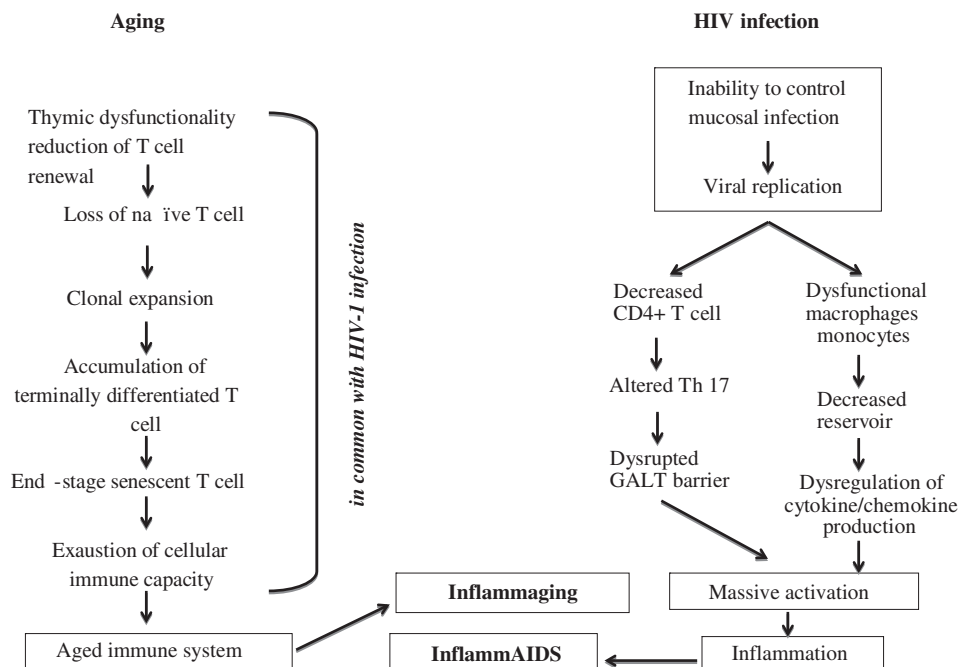 Aging
Thymic dysfunctionality
reduction of T cell
renewal
Loss of na ïve T cell
Clonal expansion
Accumulation of
terminally differentiated T
cell
End -stage senescent T cell
Exaustion of cellular
immune capacity
Aged immune system
in common with HIV-1 infection
Inflammaging
InflammAIDS
HIV infection
Inability to control
mucosal infection
Viral replication
Decreased
CD4+ T cell
Altered Th 17
Dysrupted
GALT barrier
Dysfunctional
macrophages
monocytes
Decreased
reservoir
Dysregulation of
cytokine/chemokine
production
Massive activation
Inflammation